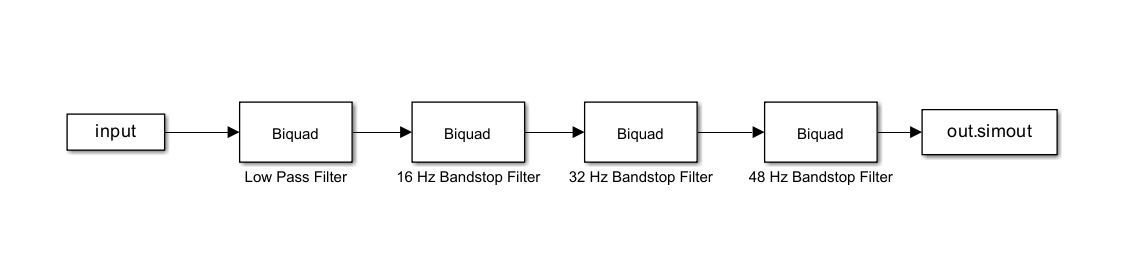 input
Biquad
Biquad
Biquad
Biquad
out.simout
Low Pass Filter
16 Hz Bandstop Filter
32 Hz Bandstop Filter
48 Hz Bandstop Filter